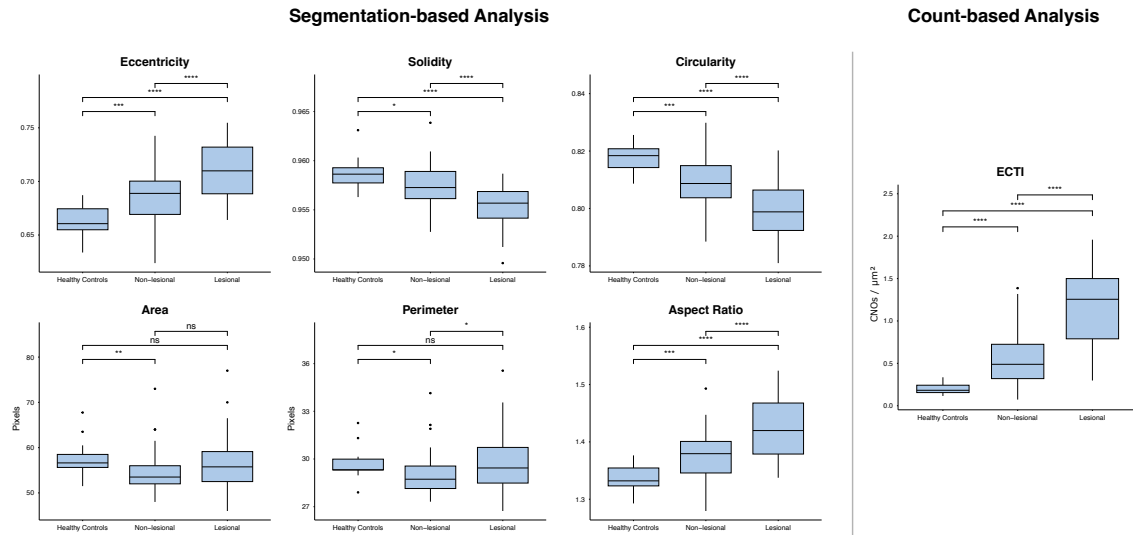 Segmentation-based Analysis
Count-based Analysis
Eccentricity
****
****
***
0.75
0.70
0.65
Healthy Controls
Non-lesional
Lesional
Solidity
****
****
*
0.965
0.960
0.955
0.950
Healthy Controls
Non-lesional
Lesional
Circularity
****
****
***
0.84
0.82
0.80
0.78
Healthy Controls
Non-lesional
Lesional
Area
ns
ns
**
80
70
60
50
Pixels
Healthy Controls
Non-lesional
Lesional
Perimeter
*
ns
*
36
33
30
27
Pixels
Healthy Controls
Non-lesional
Lesional
Aspect Ratio
****
****
***
1.6
1.5
1.4
1.3
Healthy Controls
Non-lesional
Lesional
ECTI
****
****
****
2.5
2.0
1.5
1.0
0.5
0.0
CNOs / μm²
Healthy Controls
Non-lesional
Lesional